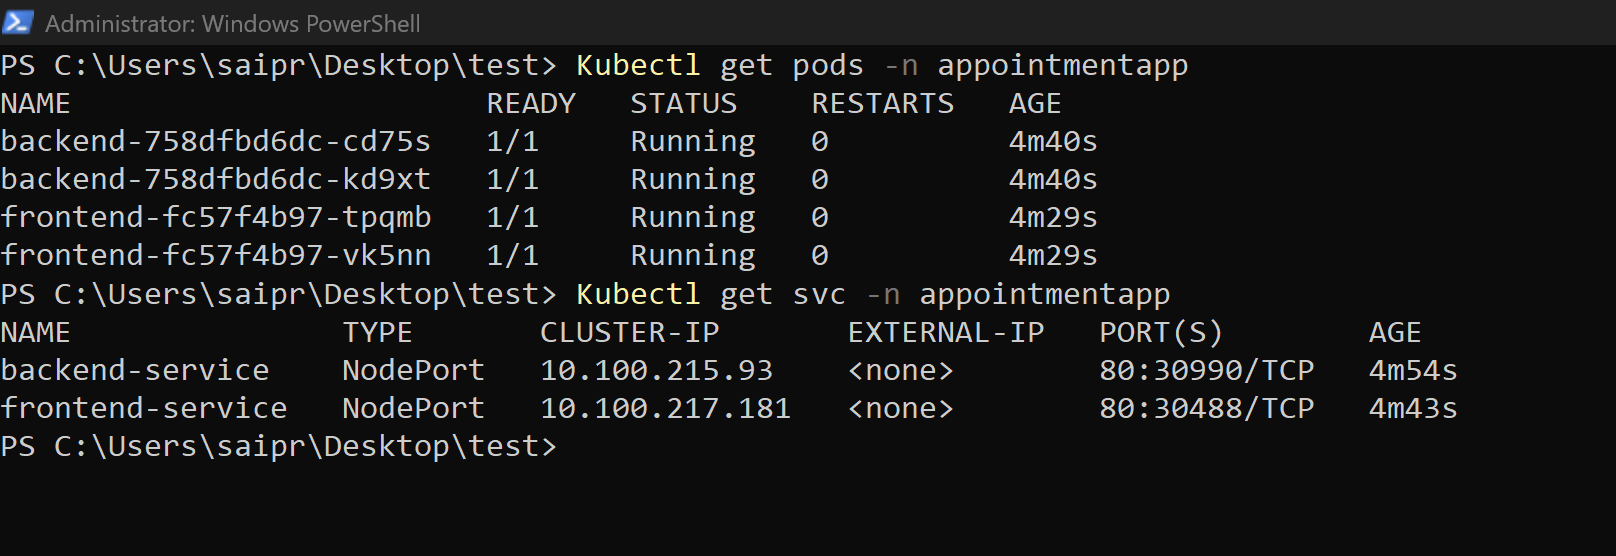 Administrator: Windows PowerShell
PS C:\Users\saipr\Desktop\test> Kubectl get pods -n appointmentapp
NAME READY STATUS RESTARTS AGE
backend-758dfbd6dc-cd75s 1/1 Running 0 4m40s
backend-758dfbd6dc-kd9xt 1/1 Running 0 4m40s
frontend-fc57f4b97-tpqmb 1/1 Running 0 4m29s
frontend-fc57f4b97-vk5nn 1/1 Running 0 4m29s
PS C:\Users\saipr\Desktop\test> Kubectl get svc -n appointmentapp
NAME TYPE CLUSTER-IP EXTERNAL-IP PORT(S) AGE
backend-service NodePort 10.100.215.93 <none> 80:30990/TCP 4m54s
frontend-service NodePort 10.100.217.181 <none> 80:30488/TCP 4m43s
PS C:\Users\saipr\Desktop\test>